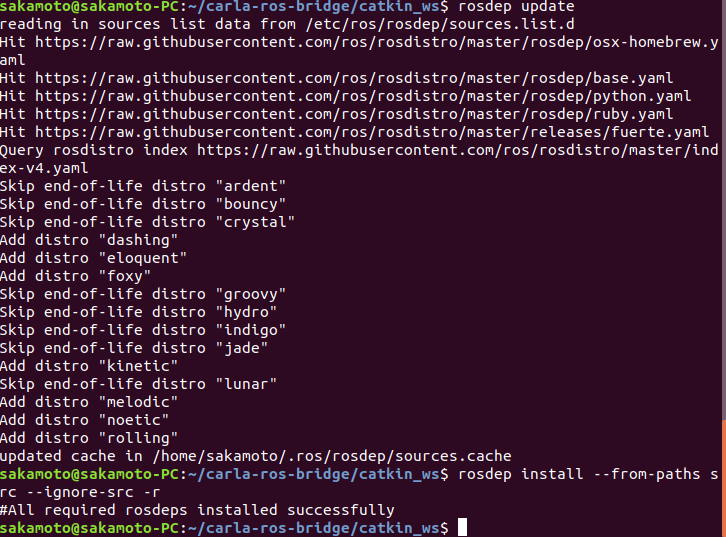 sakamoto@sakamoto-PC:~/carla-ros-bridge/catkin_ws$ rosdep update
reading in sources list data from /etc/ros/rosdep/sources.list.d
Hit https://raw.githubusercontent.com/ros/rosdistro/master/rosdep/osx-homebrew.y
aml
Hit https://raw.githubusercontent.com/ros/rosdistro/master/rosdep/base.yaml
Hit https://raw.githubusercontent.com/ros/rosdistro/master/rosdep/python.yaml
Hit https://raw.githubusercontent.com/ros/rosdistro/master/rosdep/ruby.yaml
Hit https://raw.githubusercontent.com/ros/rosdistro/master/releases/fuerte.yaml
Query rosdistro index https://raw.githubusercontent.com/ros/rosdistro/master/ind
ex-v4.yaml
Skip end-of-life distro "ardent"
Skip end-of-life distro "bouncy"
Skip end-of-life distro "crystal"
Add distro "dashing"
Add distro "eloquent"
Add distro "foxy"
Skip end-of-life distro "groovy"
Skip end-of-life distro "hydro"
Skip end-of-life distro "indigo"
Skip end-of-life distro "jade"
Add distro "kinetic"
Skip end-of-life distro "lunar"
Add distro "melodic"
Add distro "noetic"
Add distro "rolling"
updated cache in /home/sakamoto/.ros/rosdep/sources.cache
sakamoto@sakamoto-PC:~/carla-ros-bridge/catkin_ws$ rosdep install --from-paths s
rc --ignore-src -r
#All required rosdeps installed successfully
sakamoto@sakamoto-PC:~/carla-ros-bridge/catkin_ws$